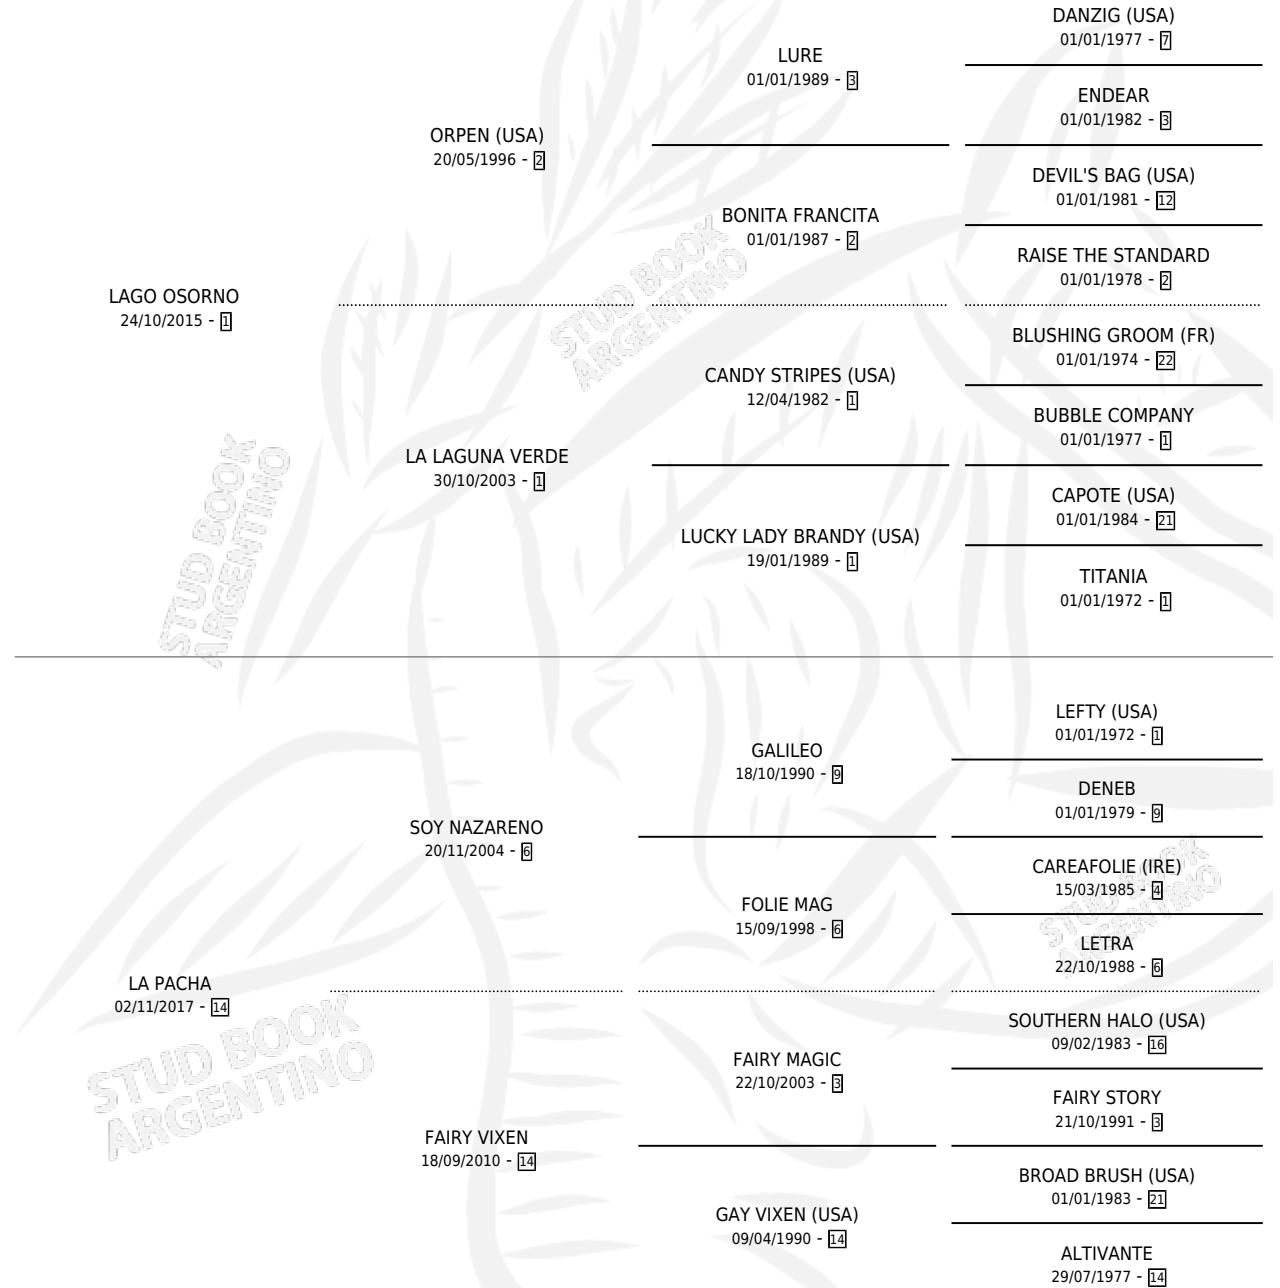 DANZIG (USA)
01/01/1977 - 7
LURE
01/01/1989 - 3
ENDEAR
01/01/1982 - 3
ORPEN (USA)
20/05/1996 - 2
DEVIL'S BAG (USA)
01/01/1981 - 12
BONITA FRANCITA
01/01/1987 - 2
RAISE THE STANDARD
01/01/1978 - 2
LAGO OSORNO
24/10/2015 - 1
BLUSHING GROOM (FR)
01/01/1974 - 22
CANDY STRIPES (USA)
12/04/1982 - 1
BUBBLE COMPANY
01/01/1977 - 1
LA LAGUNA VERDE
30/10/2003 - 1
CAPOTE (USA)
01/01/1984 - 21
LUCKY LADY BRANDY (USA)
19/01/1989 - 1
TITANIA
01/01/1972 - 1
LEFTY (USA)
01/01/1972 - 1
GALILEO
18/10/1990 - 9
DENEB
01/01/1979 - 9
SOY NAZARENO
20/11/2004 - 6
CAREAFOLIE (IRE)
15/03/1985 - 4
FOLIE MAG
15/09/1998 - 6
LETRA
22/10/1988 - 6
LA PACHA
02/11/2017 - 14
SOUTHERN HALO (USA)
09/02/1983 - 16
FAIRY MAGIC
22/10/2003 - 3
FAIRY STORY
21/10/1991 - 3
FAIRY VIXEN
18/09/2010 - 14
BROAD BRUSH (USA)
01/01/1983 - 21
GAY VIXEN (USA)
09/04/1990 - 14
ALTIVANTE
29/07/1977 - 14
STUD BOOK
ARGENTINO
STUD BOOK
ARGENTINO
STUD BOOK
ARGENTINO
STUD BOOK
ARGENTINO